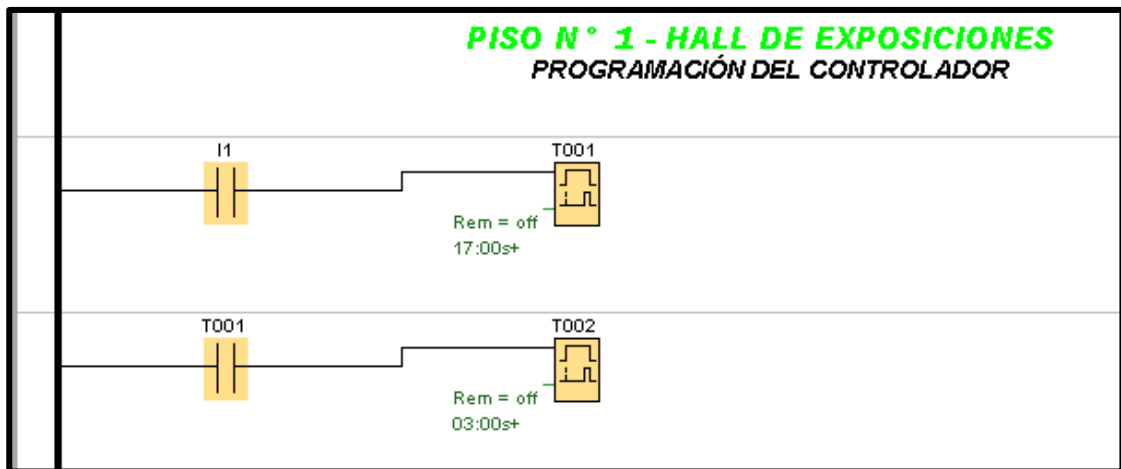 PISO N° 1 - HALL DE EXPOSICIONES
PROGRAMACIÓN DEL CONTROLADOR
I1
T001
Rem = off
17:00s+
T001
T002
Rem = off
03:00s+